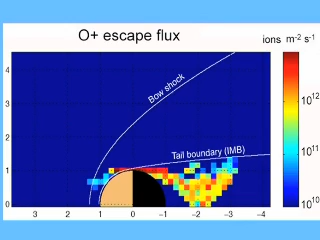 O+ escape flux
ions m⁻² s⁻¹
Bow shock
Tail boundary (IMB)
4
3
2
1
0
3 2 1 0 -1 -2 -3 -4
10¹²
10¹¹
10¹⁰